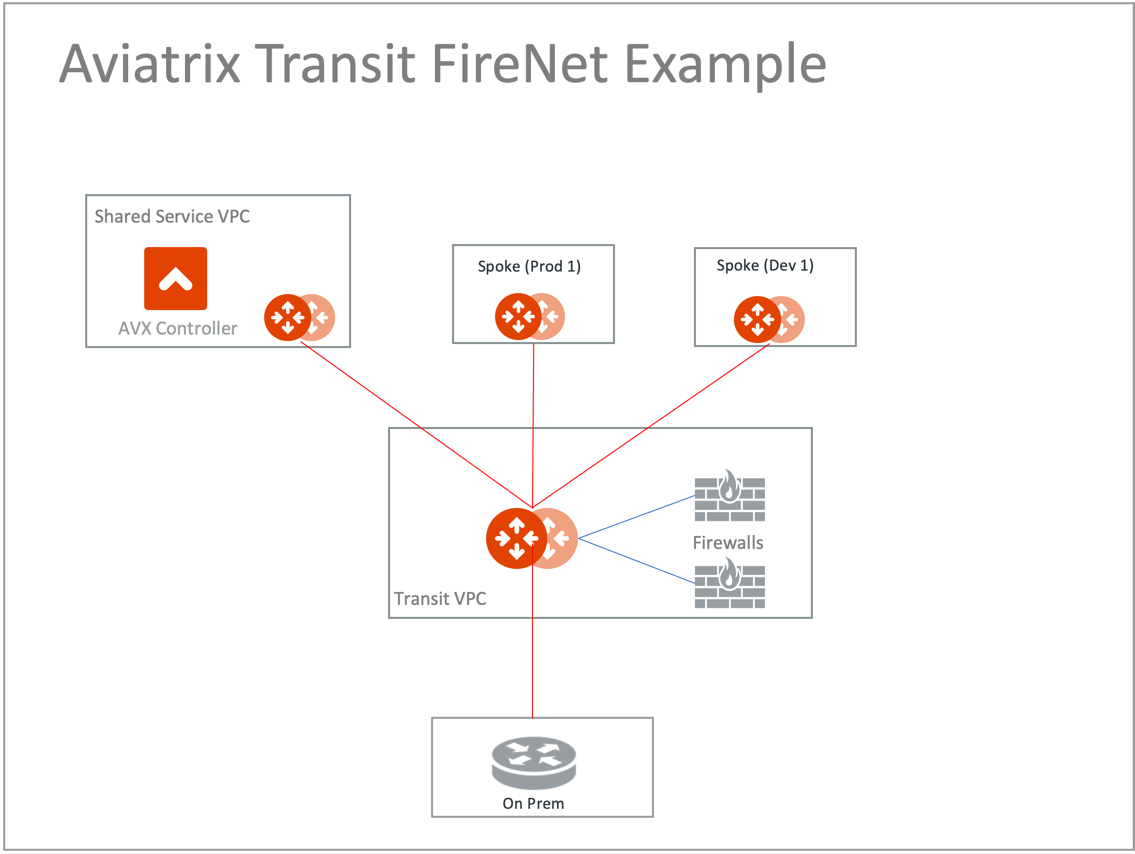 Aviatrix Transit FireNet Example
Shared Service VPC
AVX Controller
Spoke (Prod 1)
Spoke (Dev 1)
Firewalls
Transit VPC
On Prem